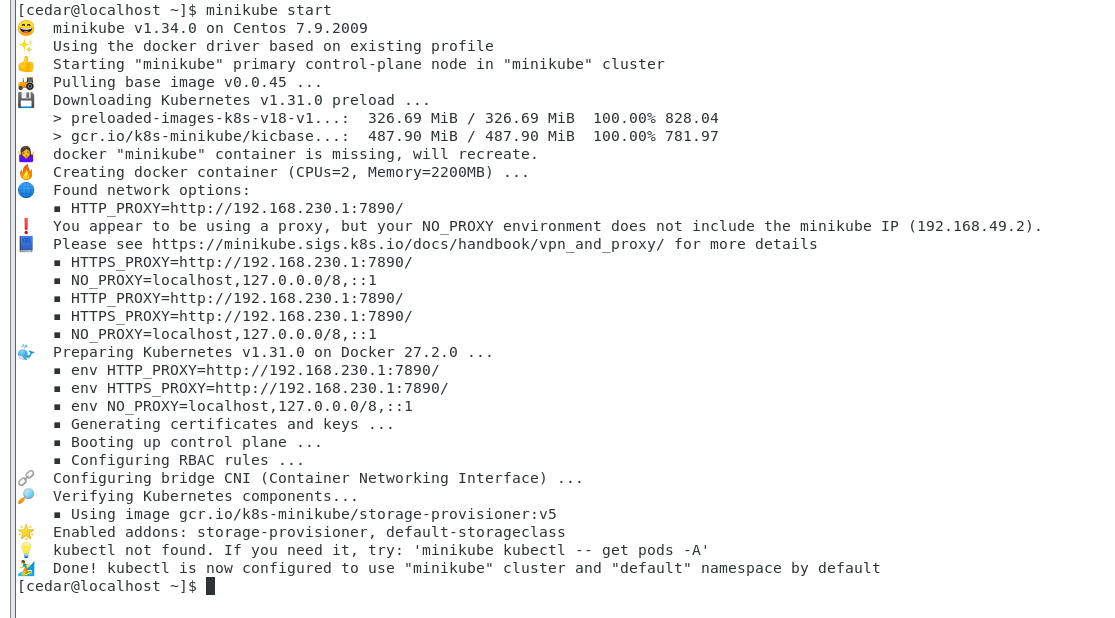 [cedar@localhost ~]$ minikube start
😄 minikube v1.34.0 on Centos 7.9.2009
✨ Using the docker driver based on existing profile
👍 Starting "minikube" primary control-plane node in "minikube" cluster
🚜 Pulling base image v0.0.45 ...
💾 Downloading Kubernetes v1.31.0 preload ...
> preloaded-images-k8s-v18-v1...: 326.69 MiB / 326.69 MiB 100.00% 828.04
> gcr.io/k8s-minikube/kicbase...: 487.90 MiB / 487.90 MiB 100.00% 781.97
🤷 docker "minikube" container is missing, will recreate.
🔥 Creating docker container (CPUs=2, Memory=2200MB) ...
🌐 Found network options:
▪ HTTP_PROXY=http://192.168.230.1:7890/
❗ You appear to be using a proxy, but your NO_PROXY environment does not include the minikube IP (192.168.49.2).
📘 Please see https://minikube.sigs.k8s.io/docs/handbook/vpn_and_proxy/ for more details
▪ HTTPS_PROXY=http://192.168.230.1:7890/
▪ NO_PROXY=localhost,127.0.0.0/8,::1
▪ HTTP_PROXY=http://192.168.230.1:7890/
▪ HTTPS_PROXY=http://192.168.230.1:7890/
▪ NO_PROXY=localhost,127.0.0.0/8,::1
🐳 Preparing Kubernetes v1.31.0 on Docker 27.2.0 ...
▪ env HTTP_PROXY=http://192.168.230.1:7890/
▪ env HTTPS_PROXY=http://192.168.230.1:7890/
▪ env NO_PROXY=localhost,127.0.0.0/8,::1
▪ Generating certificates and keys ...
▪ Booting up control plane ...
▪ Configuring RBAC rules ...
🔗 Configuring bridge CNI (Container Networking Interface) ...
🔎 Verifying Kubernetes components...
▪ Using image gcr.io/k8s-minikube/storage-provisioner:v5
🌟 Enabled addons: storage-provisioner, default-storageclass
💡 kubectl not found. If you need it, try: 'minikube kubectl -- get pods -A'
🏄 Done! kubectl is now configured to use "minikube" cluster and "default" namespace by default
[cedar@localhost ~]$